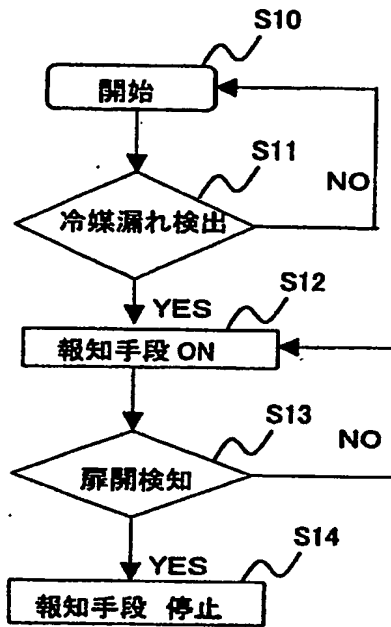 S10
開始
S11
NO
冷媒漏れ検出
YES
S12
報知手段 ON
S13
NO
扉開検知
YES
S14
報知手段 停止